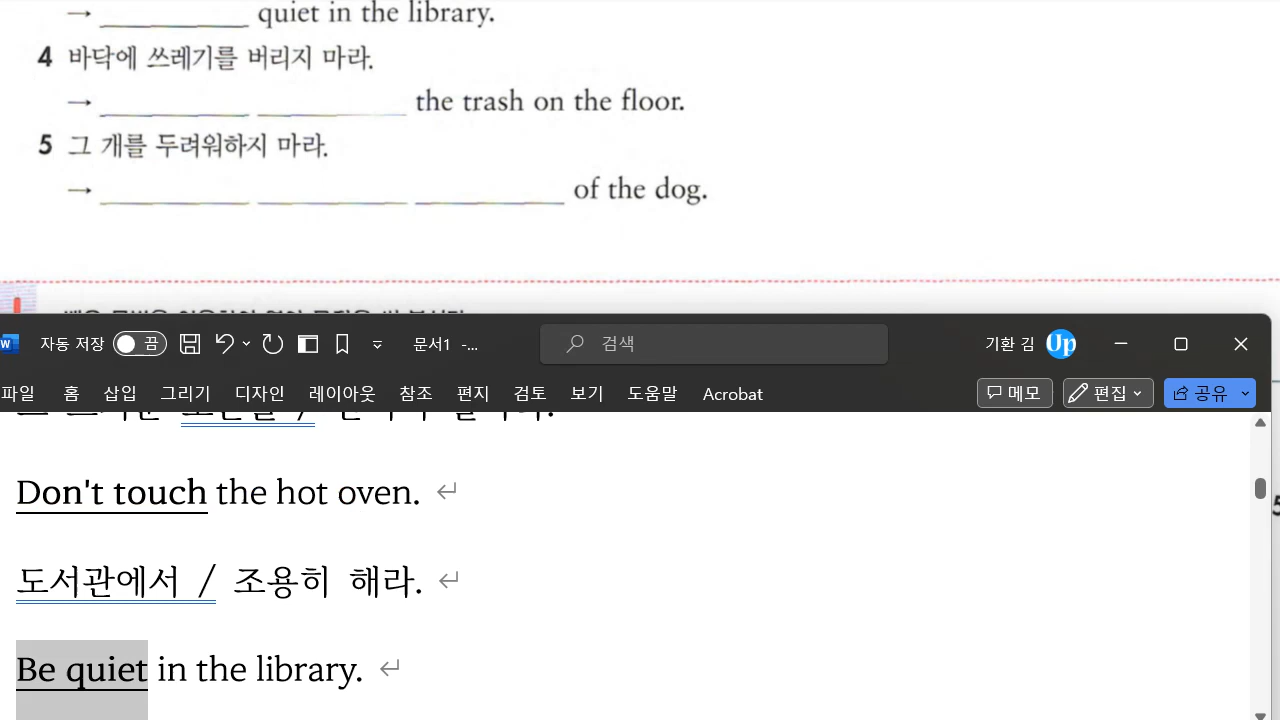 → __________ quiet in the library.
4 바닥에 쓰레기를 버리지 마라.
→ __________ __________ the trash on the floor.
5 그 개를 두려워하지 마라.
→ __________ __________ __________ of the dog.
자동 저장 끔 문서1 -... 검색 기환 김 Up
파일 홈 삽입 그리기 디자인 레이아웃 참조 편지 검토 보기 도움말 Acrobat 메모 편집 공유
Don't touch the hot oven.
도서관에서 / 조용히 해라.
Be quiet in the library.